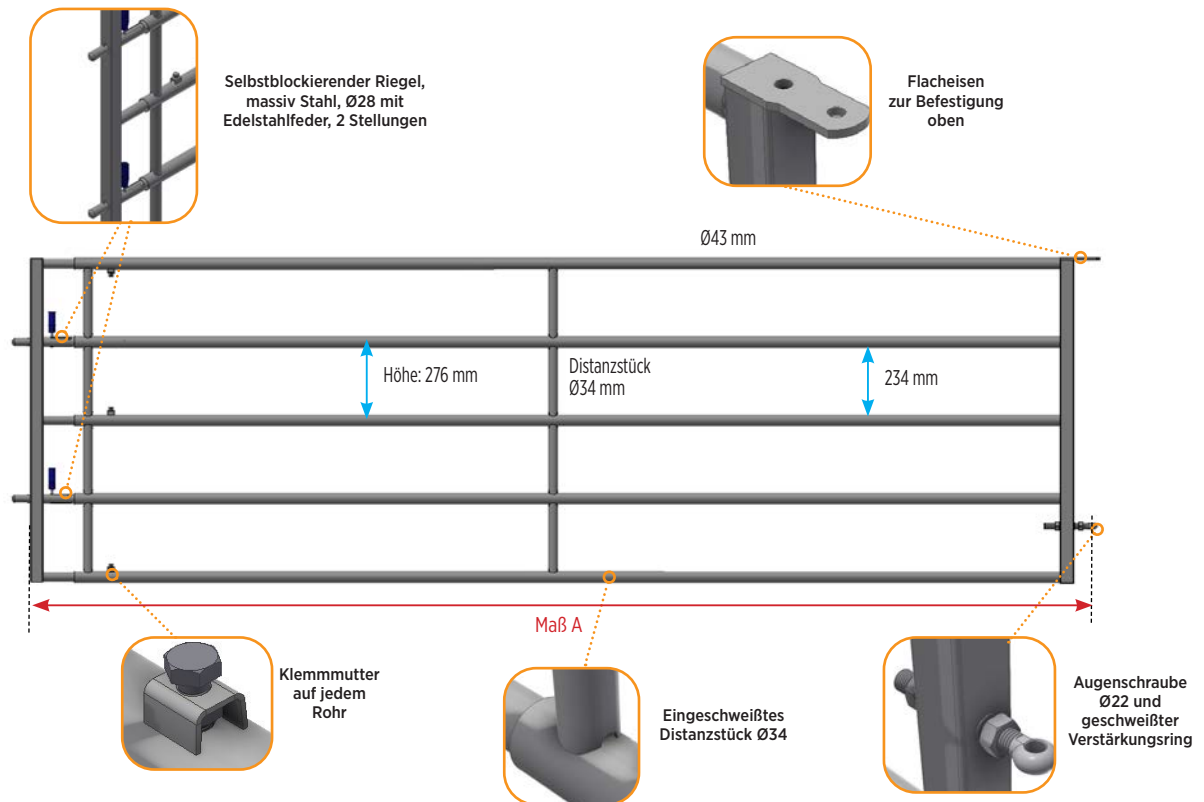 Selbstblockierender Riegel,
massiv Stahl, Ø28 mit
Edelstahlfeder, 2 Stellungen
Flacheisen
zur Befestigung
oben
Ø43 mm
Höhe: 276 mm
Distanzstück
Ø34 mm
234 mm
Maß A
Klemmmutter
auf jedem
Rohr
Eingeschweißtes
Distanzstück Ø34
Augenschraube
Ø22 und
geschweißter
Verstärkungsring